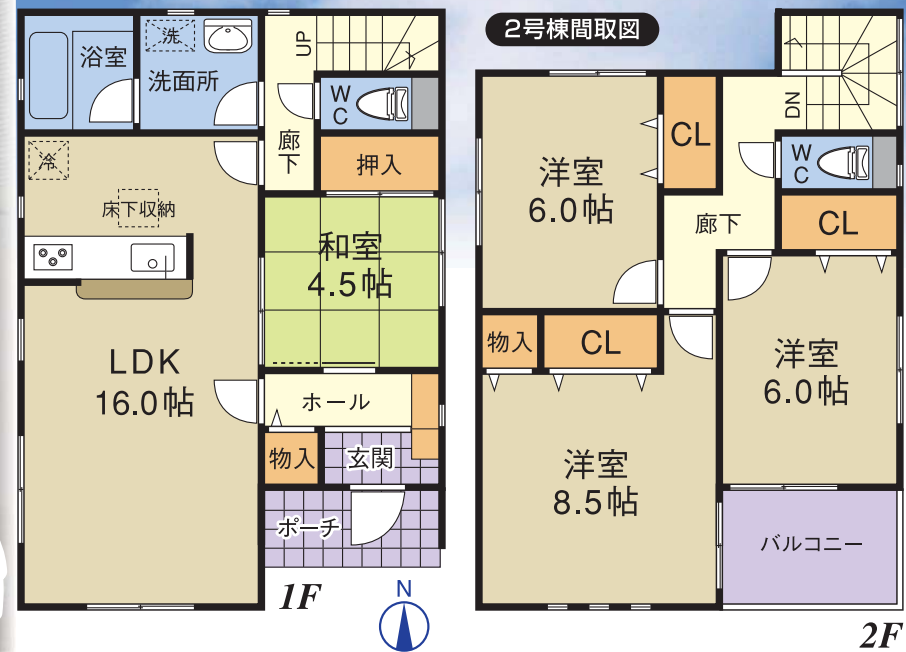 2号棟間取図
浴室
洗
洗面所
UP
WC
廊下
押入
冷
床下収納
和室
4.5帖
LDK
16.0帖
ホール
物入
玄関
ポーチ
1F
N
洋室
6.0帖
CL
DN
WC
廊下
CL
物入
CL
洋室
6.0帖
洋室
8.5帖
バルコニー
2F